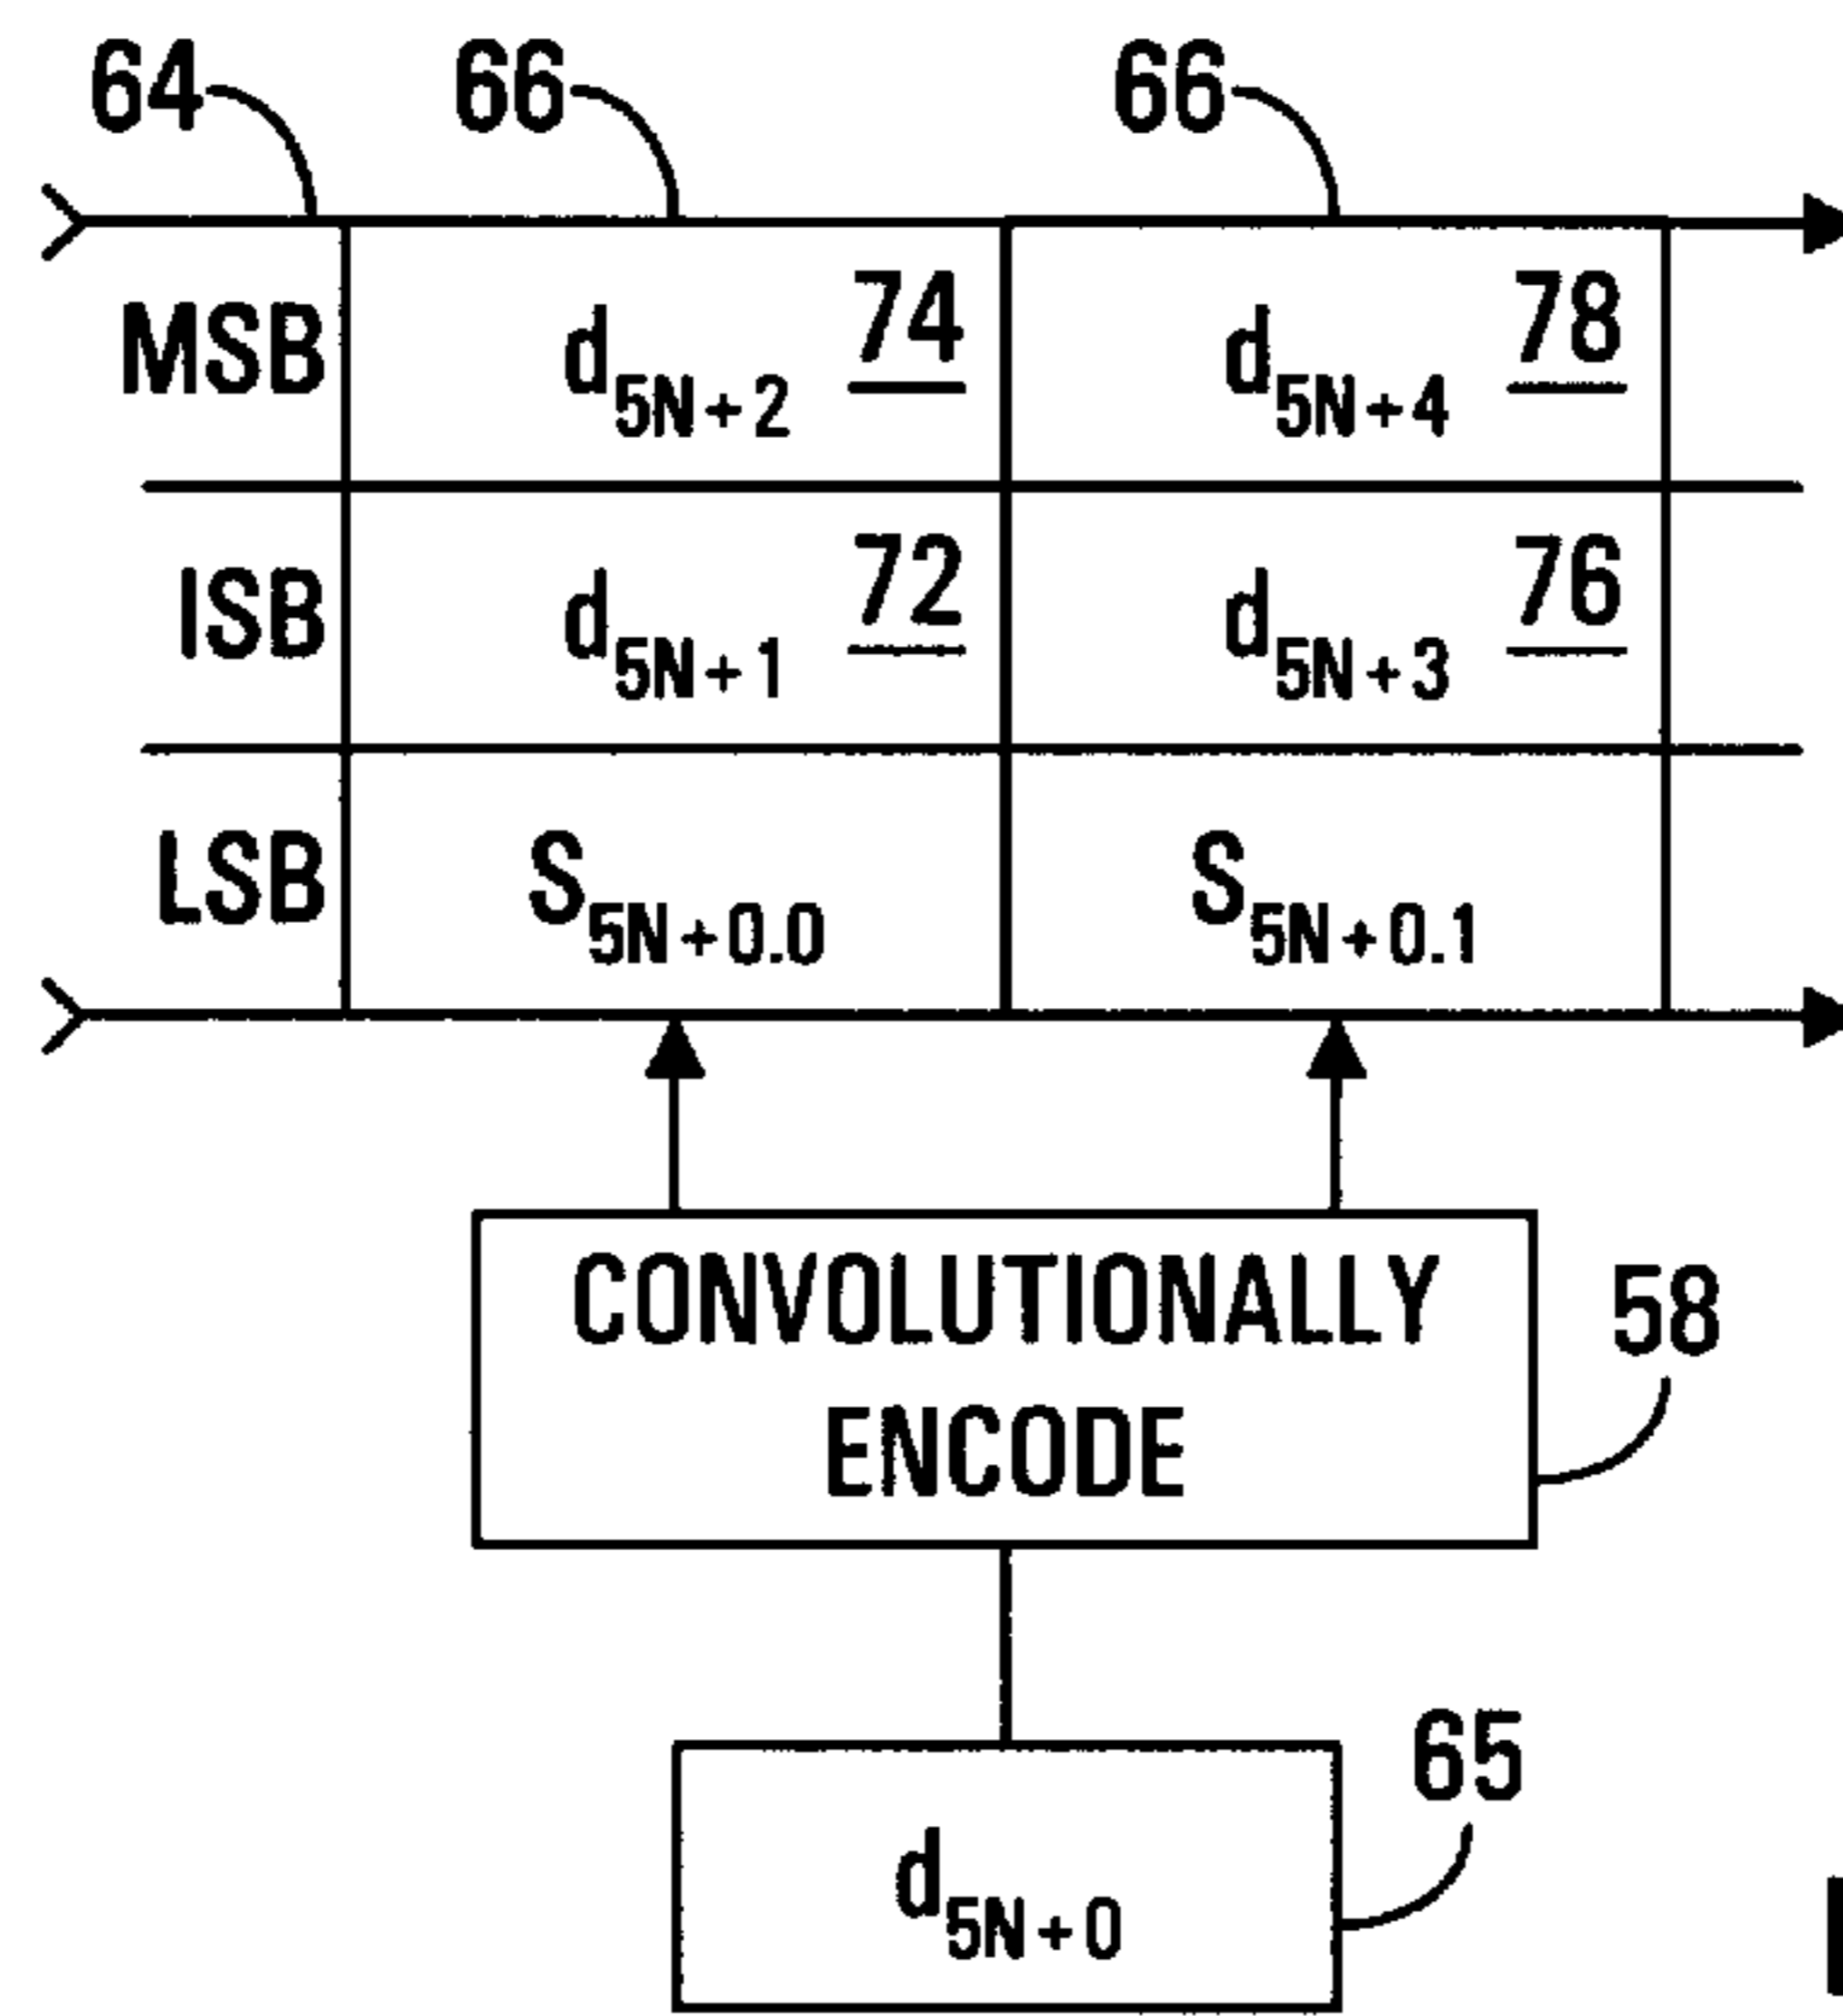 64 66 66
MSB d5N+2 74 d5N+4 78
ISB d5N+1 72 d5N+3 76
LSB S5N+0.0 S5N+0.1
CONVOLUTIONALLY
ENCODE
58
65
d5N+0